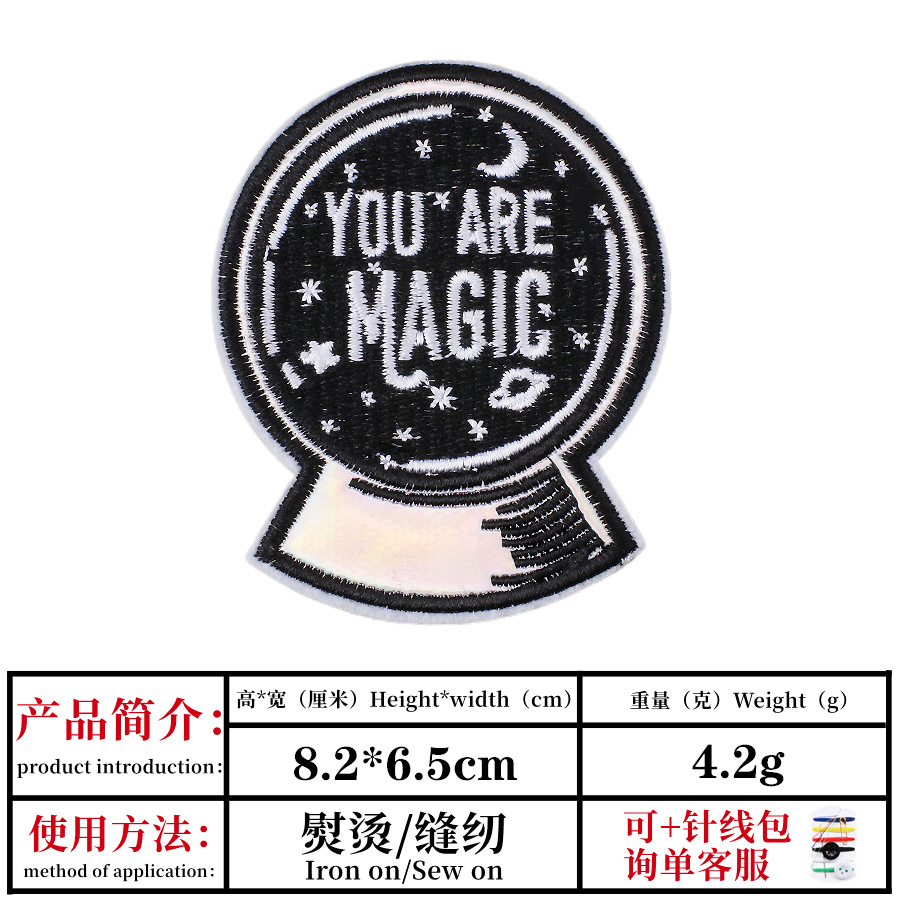 YOU ARE
MAGIC
产品简介：
product introduction：
高*宽（厘米）Height*width（cm）
重量（克）Weight（g）
8.2*6.5cm
4.2g
使用方法：
method of application：
熨烫/缝纫
Iron on/Sew on
可+针线包
询单客服